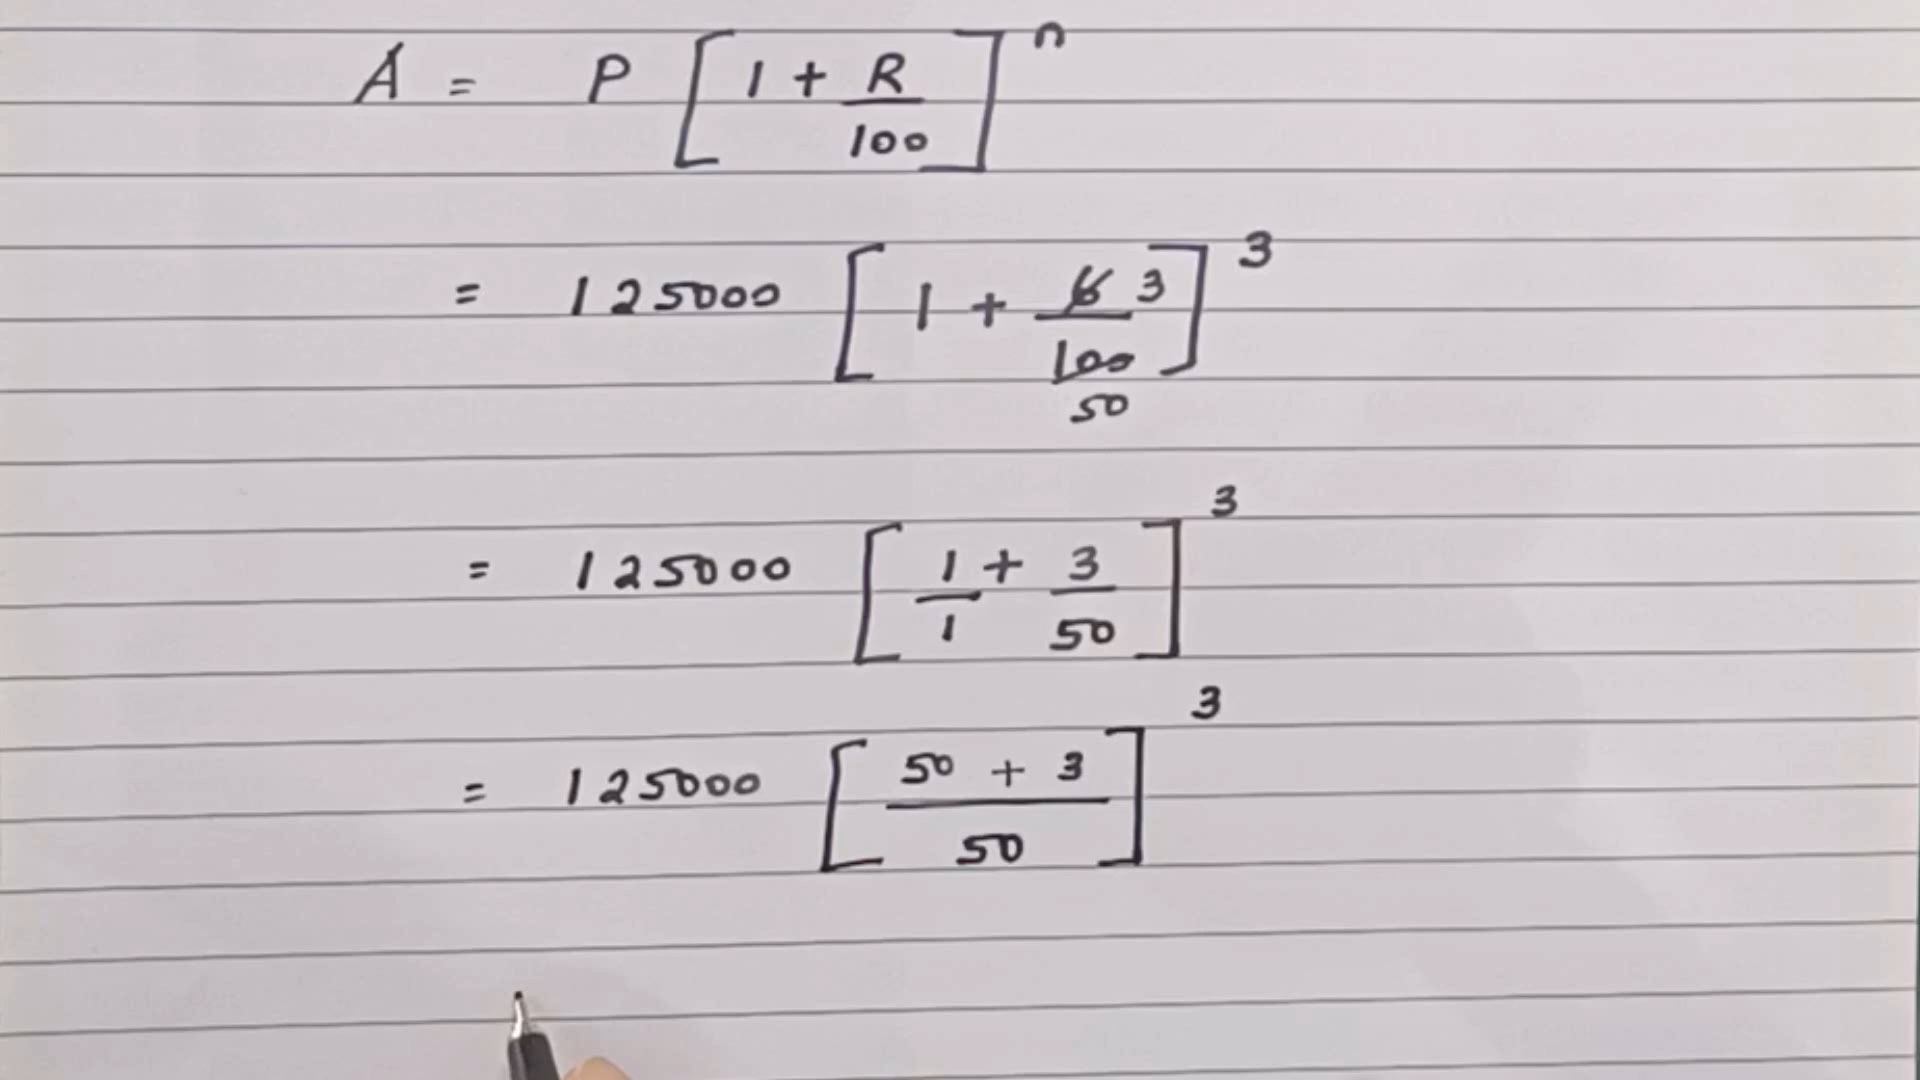 A = P [ 1 + R/100 ]^n
= 125000 [ 1 + 6 3/100 50 ]^3
= 125000 [ 1/1 + 3/50 ]^3
= 125000 [ 50 + 3/50 ]^3